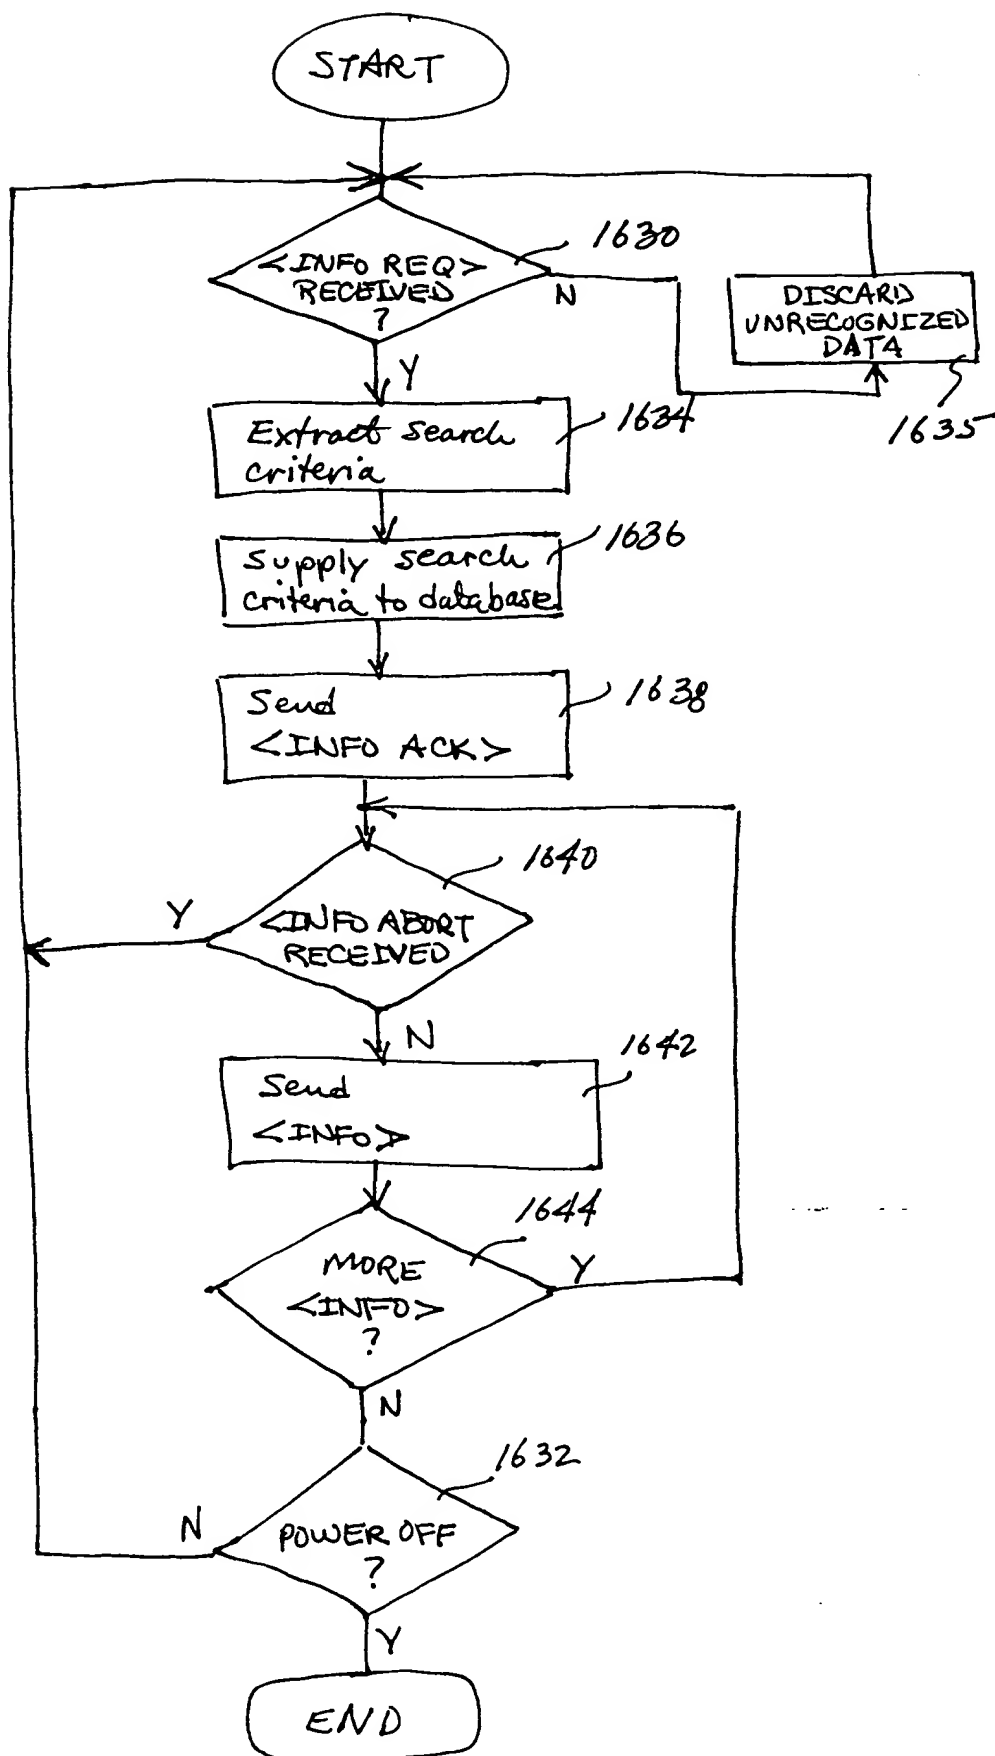 START
1630
<INFO REQ>
RECEIVED
?
N
DISCARD
UNRECOGNIZED
DATA
1635
Y
Extract search
criteria
1634
Supply search
criteria to database
1636
Send
<INFO ACK>
1638
1640
Y
<INFO ABORT
RECEIVED
N
1642
Send
<INFO>
1644
MORE
<INFO>
?
Y
N
1632
N
POWER OFF
?
Y
END